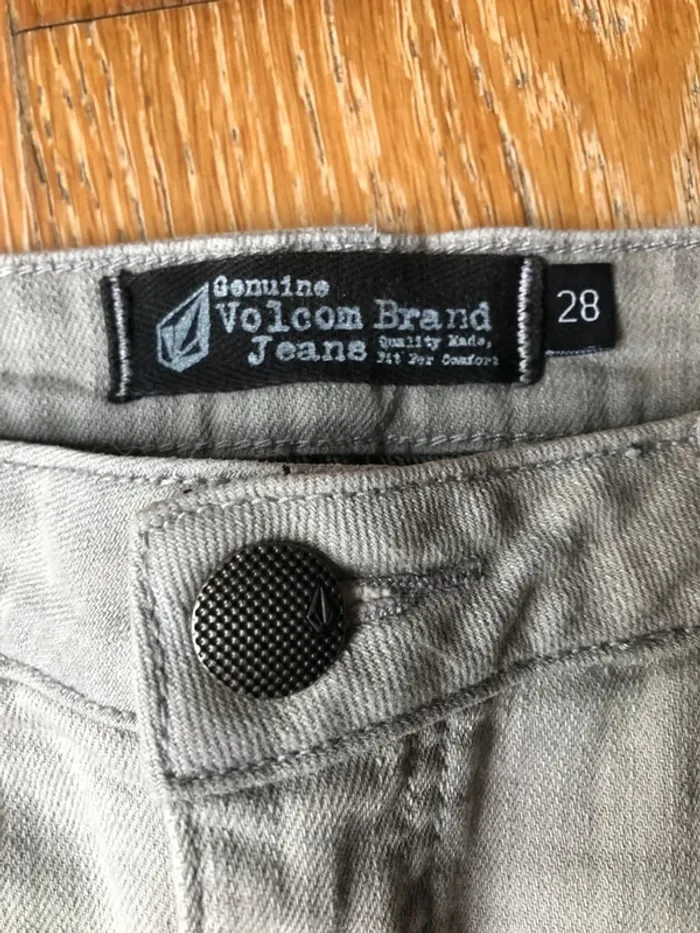 Genuine
Volcom Brand
Jeans Quality Made,
Fit For Comfort
28